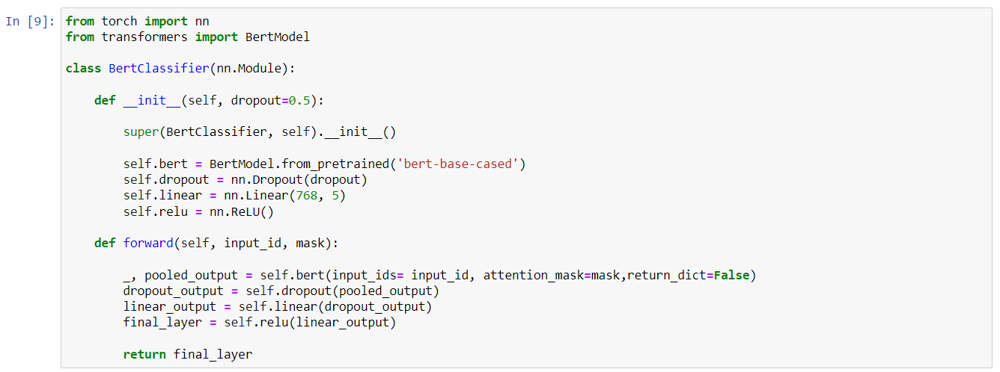 In [9]: from torch import nn
from transformers import BertModel

class BertClassifier(nn.Module):

    def __init__(self, dropout=0.5):

        super(BertClassifier, self).__init__()

        self.bert = BertModel.from_pretrained('bert-base-cased')
        self.dropout = nn.Dropout(dropout)
        self.linear = nn.Linear(768, 5)
        self.relu = nn.ReLU()

    def forward(self, input_id, mask):

        _, pooled_output = self.bert(input_ids= input_id, attention_mask=mask,return_dict=False)
        dropout_output = self.dropout(pooled_output)
        linear_output = self.linear(dropout_output)
        final_layer = self.relu(linear_output)

        return final_layer